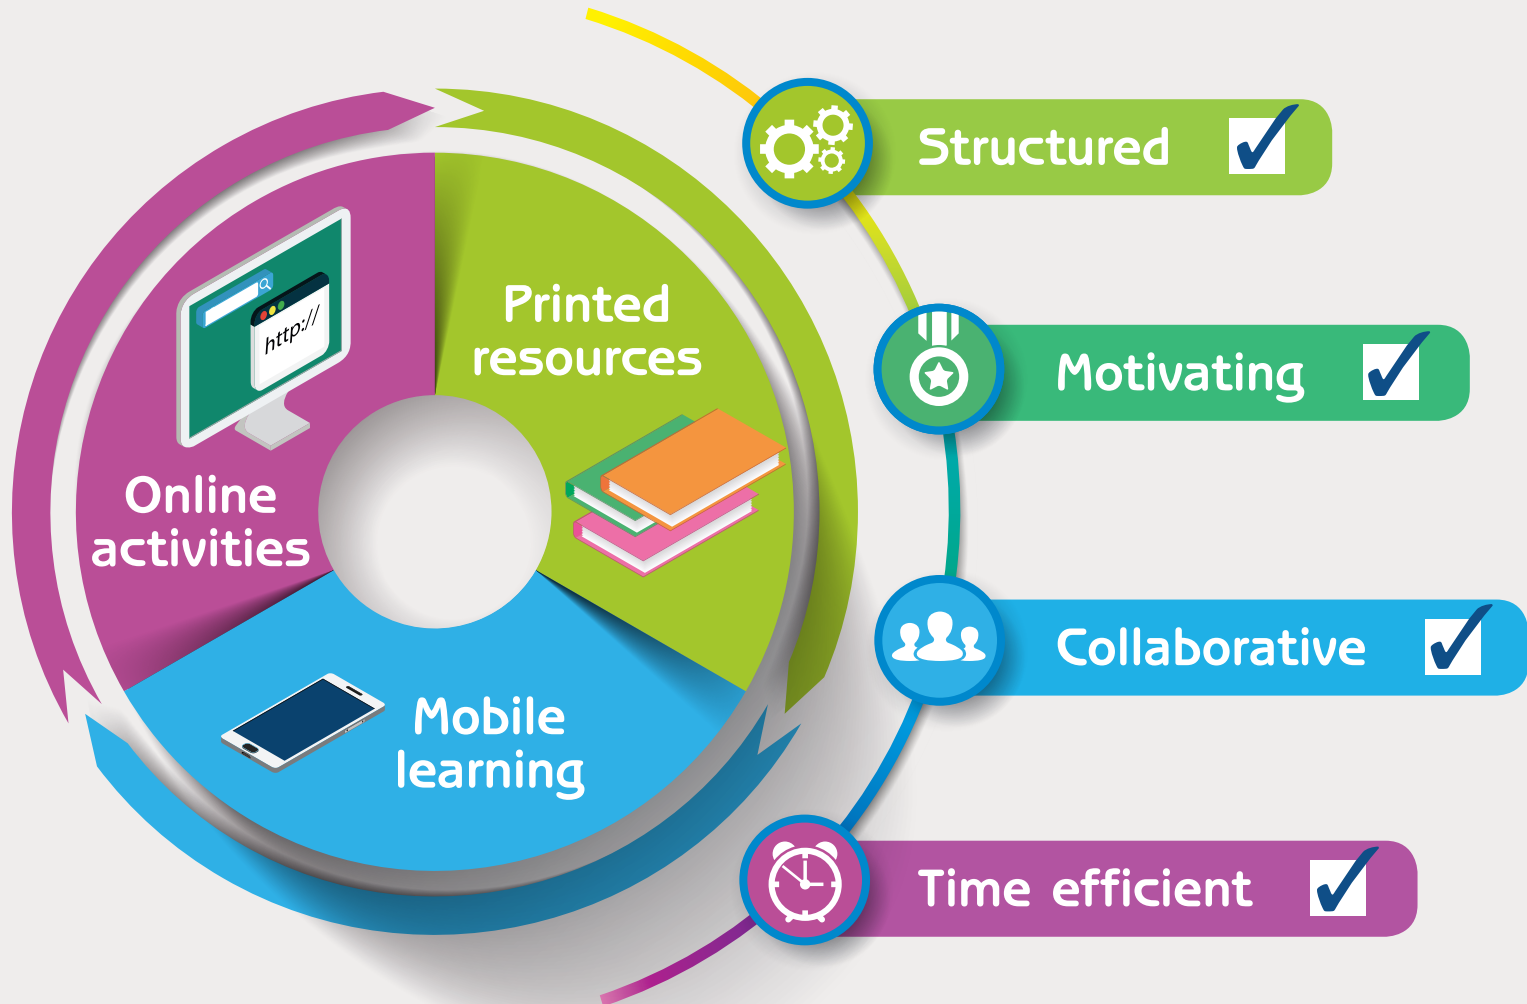 Structured
Motivating
Collaborative
Time efficient
Printed
resources
http://
Online
activities
Mobile
learning